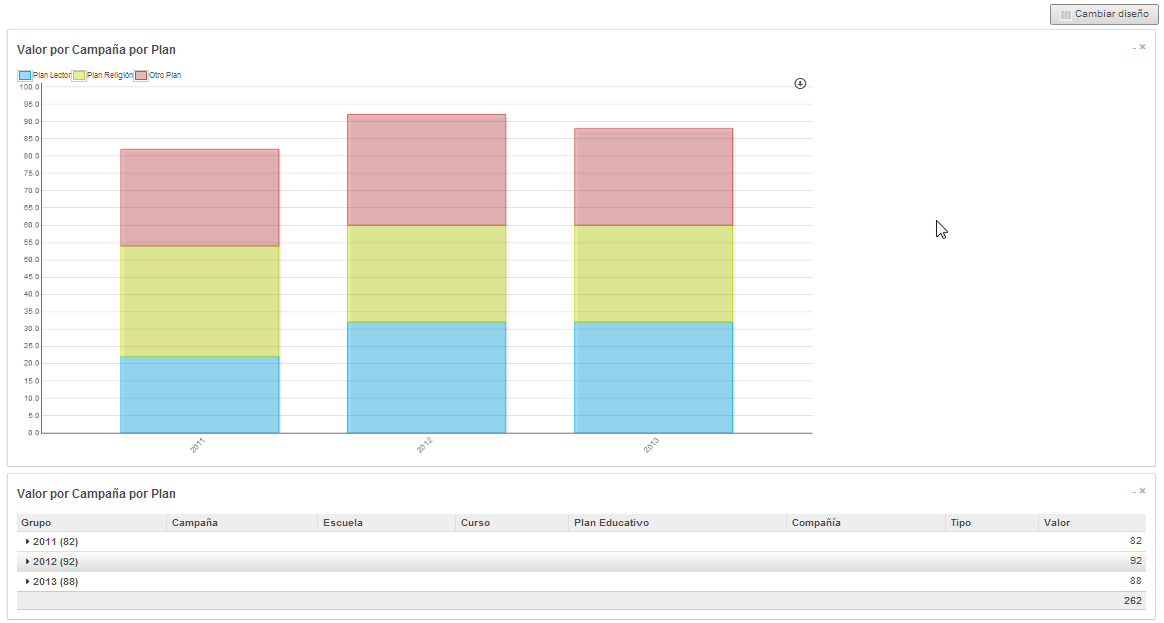 Cambiar diseño
Valor por Campaña por Plan
Plan Lector Plan Religión Otro Plan
100.0
95.0
90.0
85.0
80.0
75.0
70.0
65.0
60.0
55.0
50.0
45.0
40.0
35.0
30.0
25.0
20.0
15.0
10.0
5.0
0.0
2011 2012 2013
Valor por Campaña por Plan
Grupo Campaña Escuela Curso Plan Educativo Compañía Tipo Valor
2011 (82) 82
2012 (92) 92
2013 (88) 88
262